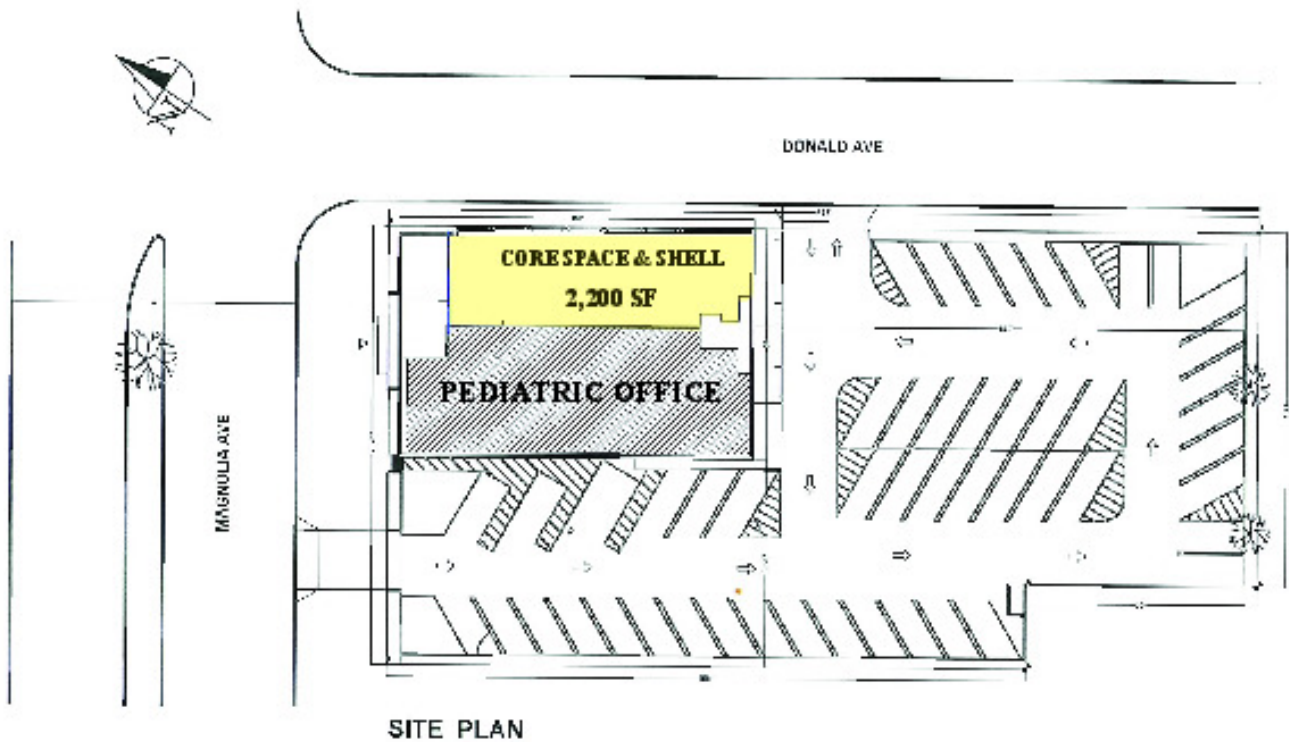 DONALD AVE
CORE SPACE & SHELL
2,200 SF
PEDIATRIC OFFICE
MAGNOLIA AVE
SITE PLAN